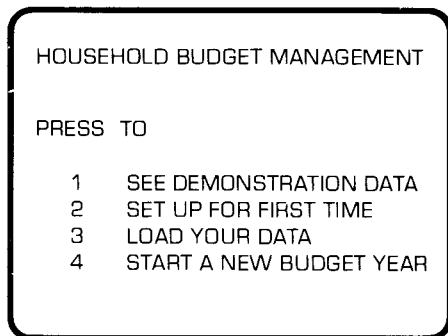 HOUSEHOLD BUDGET MANAGEMENT
PRESS TO
1 SEE DEMONSTRATION DATA
2 SET UP FOR FIRST TIME
3 LOAD YOUR DATA
4 START A NEW BUDGET YEAR